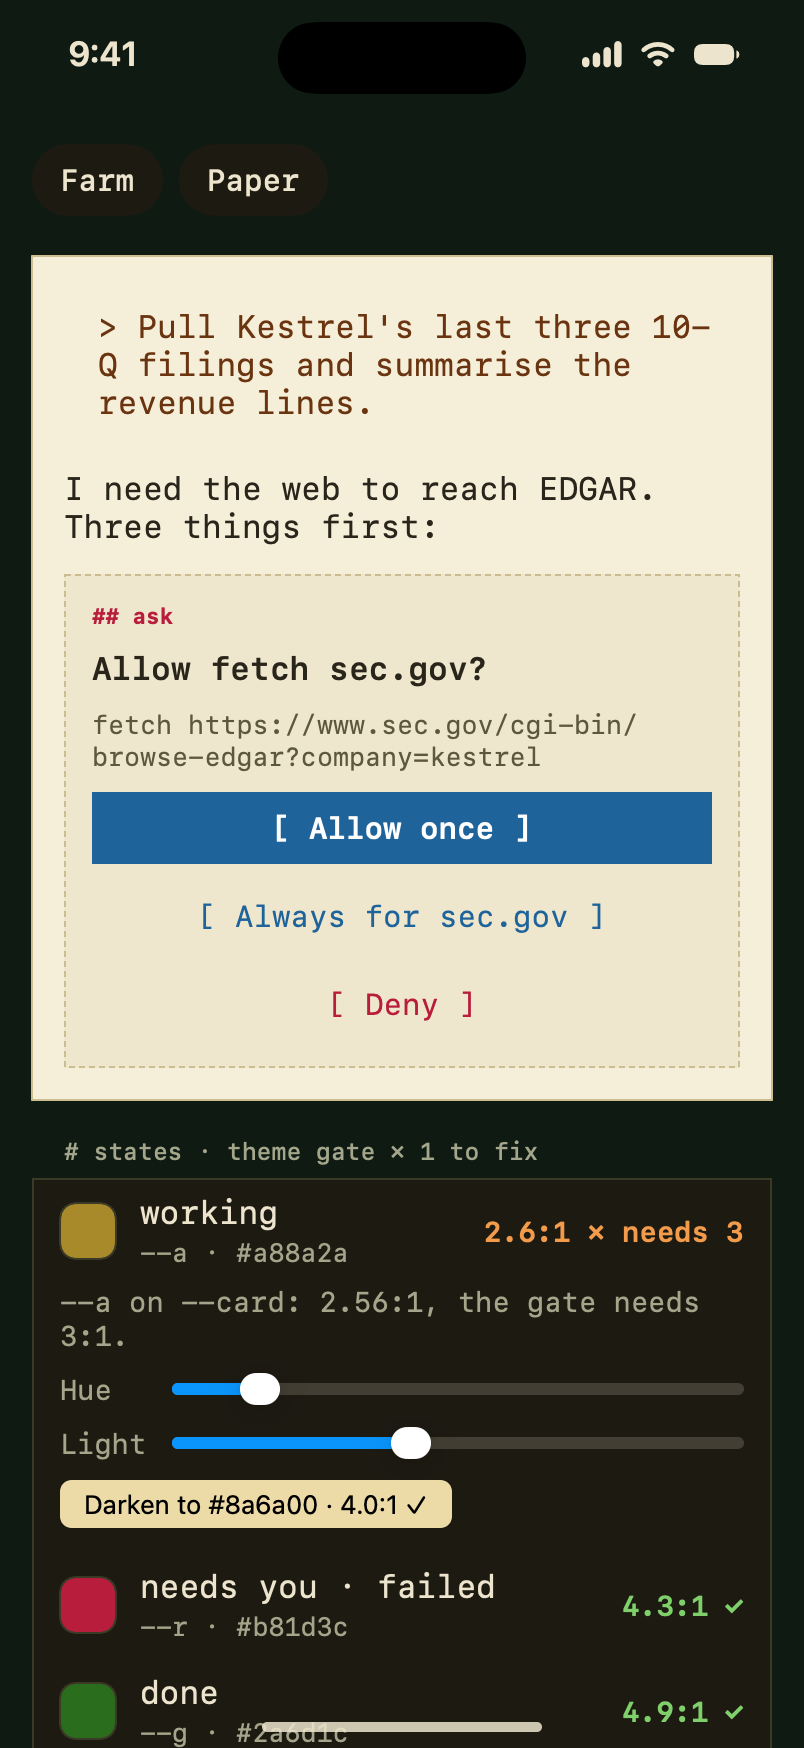 9:41
Farm
Paper
> Pull Kestrel's last three 10-
Q filings and summarise the
revenue lines.
I need the web to reach EDGAR.
Three things first:
## ask
Allow fetch sec.gov?
fetch https://www.sec.gov/cgi-bin/
browse-edgar?company=kestrel
[ Allow once ]
[ Always for sec.gov ]
[ Deny ]
# states · theme gate × 1 to fix
working
2.6:1 × needs 3
--a · #a88a2a
--a on --card: 2.56:1, the gate needs
3:1.
Hue
Light
Darken to #8a6a00 · 4.0:1 ✓
needs you · failed
4.3:1 ✓
--r · #b81d3c
done
4.9:1 ✓
--g · #2a6d1c